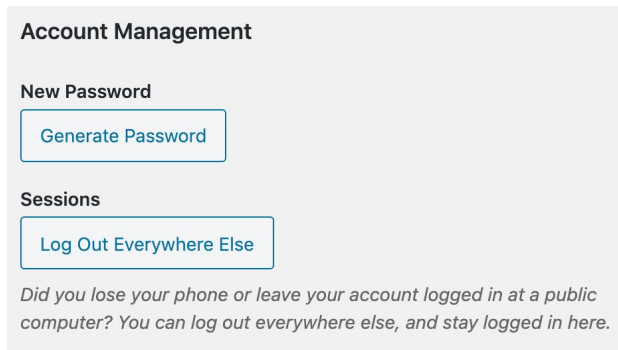 Account Management
New Password
Generate Password
Sessions
Log Out Everywhere Else
Did you lose your phone or leave your account logged in at a public
computer? You can log out everywhere else, and stay logged in here.